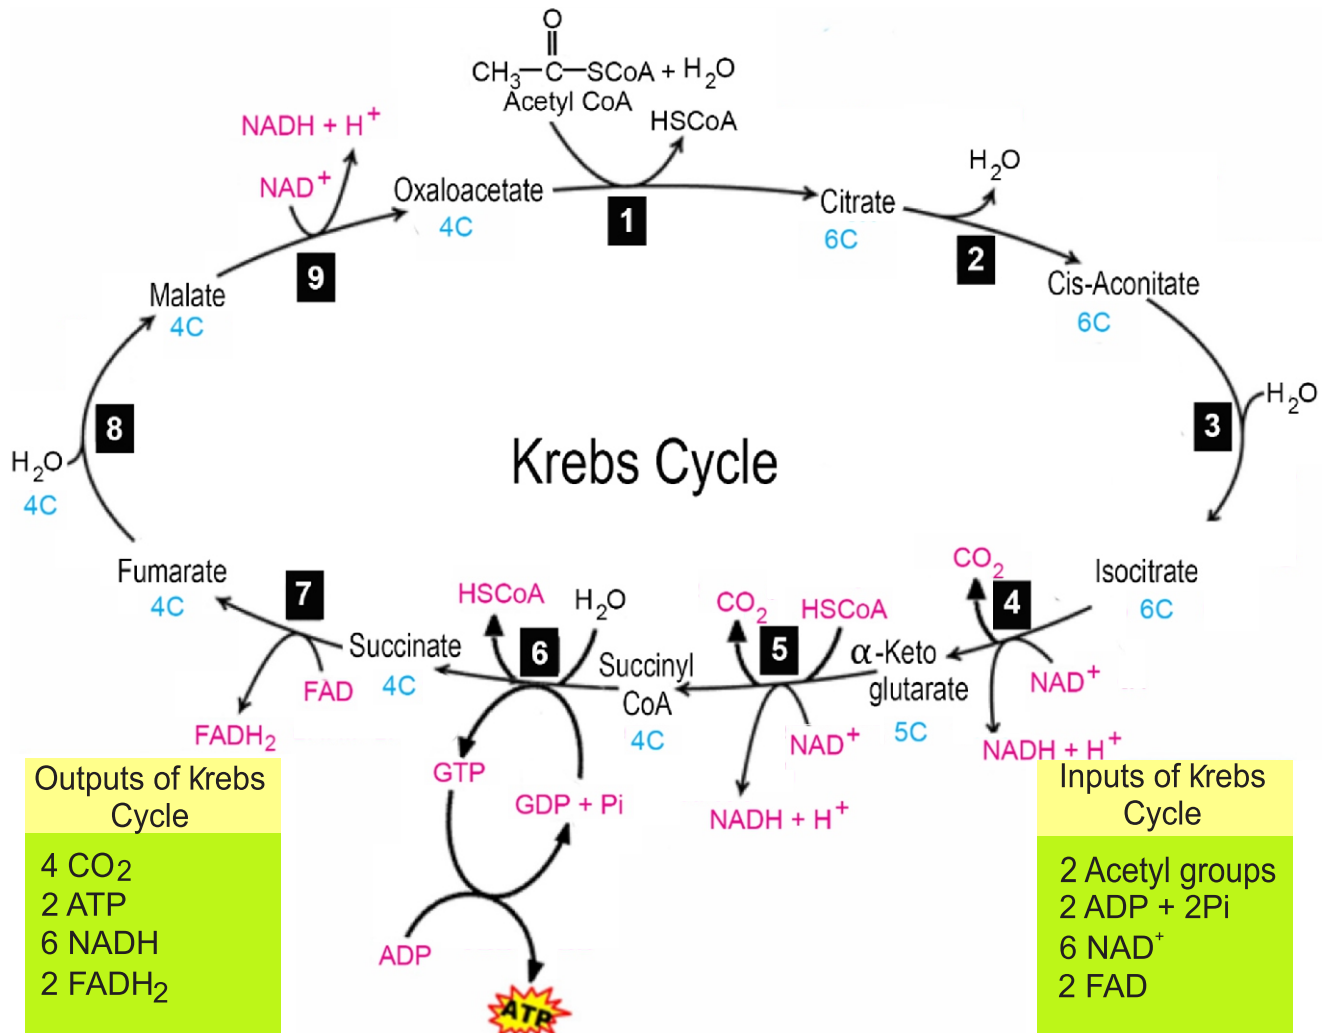 O
CH3—C—SCoA + H2O
Acetyl CoA
HSCoA
NADH + H+
NAD+
Oxaloacetate
4C
1
Citrate
6C
H2O
2
Cis-Aconitate
6C
9
Malate
4C
H2O
3
8
H2O
4C
Krebs Cycle
Isocitrate
6C
CO2
4
NAD+
NADH + H+
α-Keto
glutarate
5C
CO2
HSCoA
5
NAD+
NADH + H+
Succinyl
CoA
4C
HSCoA
H2O
6
GTP
GDP + Pi
ADP
ATP
Succinate
4C
7
FAD
FADH2
Fumarate
4C
Outputs of Krebs
Cycle
4 CO2
2 ATP
6 NADH
2 FADH2
Inputs of Krebs
Cycle
2 Acetyl groups
2 ADP + 2Pi
6 NAD+
2 FAD